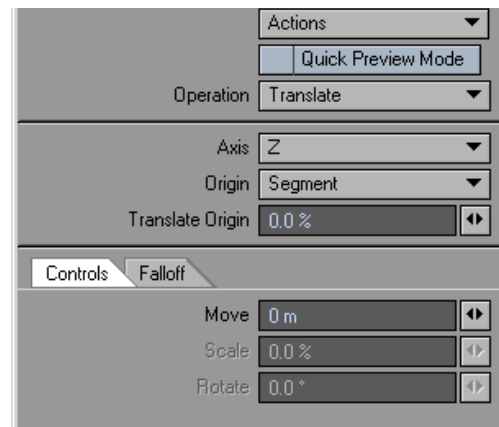 Actions
Quick Preview Mode
Operation Translate
Axis Z
Origin Segment
Translate Origin 0.0 %
Controls Falloff
Move 0 m
Scale 0.0 %
Rotate 0.0 °